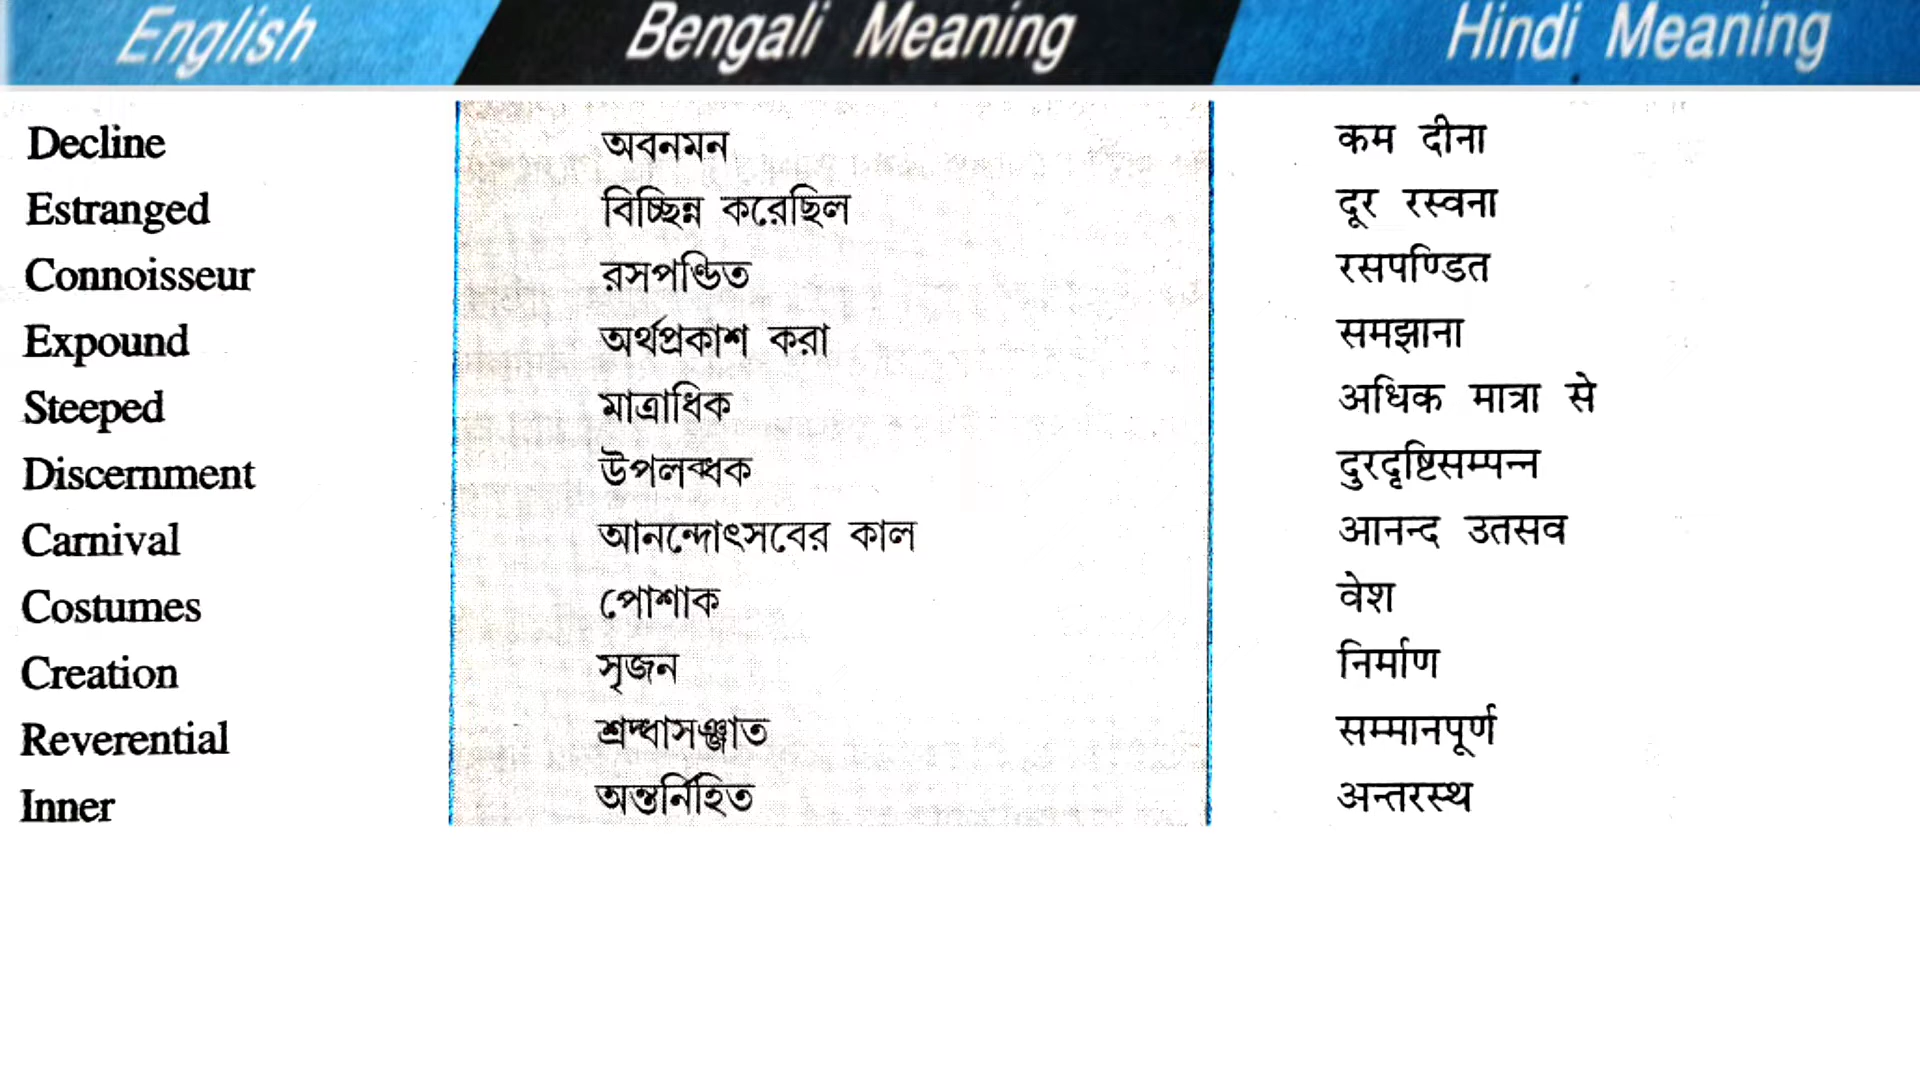 English Bengali Meaning Hindi Meaning
Decline অবনমন कम दीना
Estranged বিচ্ছিন্ন করেছিল दूर रस्वना
Connoisseur রসপণ্ডিত रसपण्डित
Expound অর্থপ্রকাশ করা समझाना
Steeped মাত্রাধিক अधिक मात्रा से
Discernment উপলব্ধক दुरदृष्टिसम्पन्न
Carnival আনন্দোৎসবের কাল आनन्द उतसव
Costumes পোশাক वेश
Creation সৃজন निर्माण
Reverential শ্রদ্ধাসঞ্জাত सम्मानपूर्ण
Inner অন্তর্নিহিত अन्तरस्थ